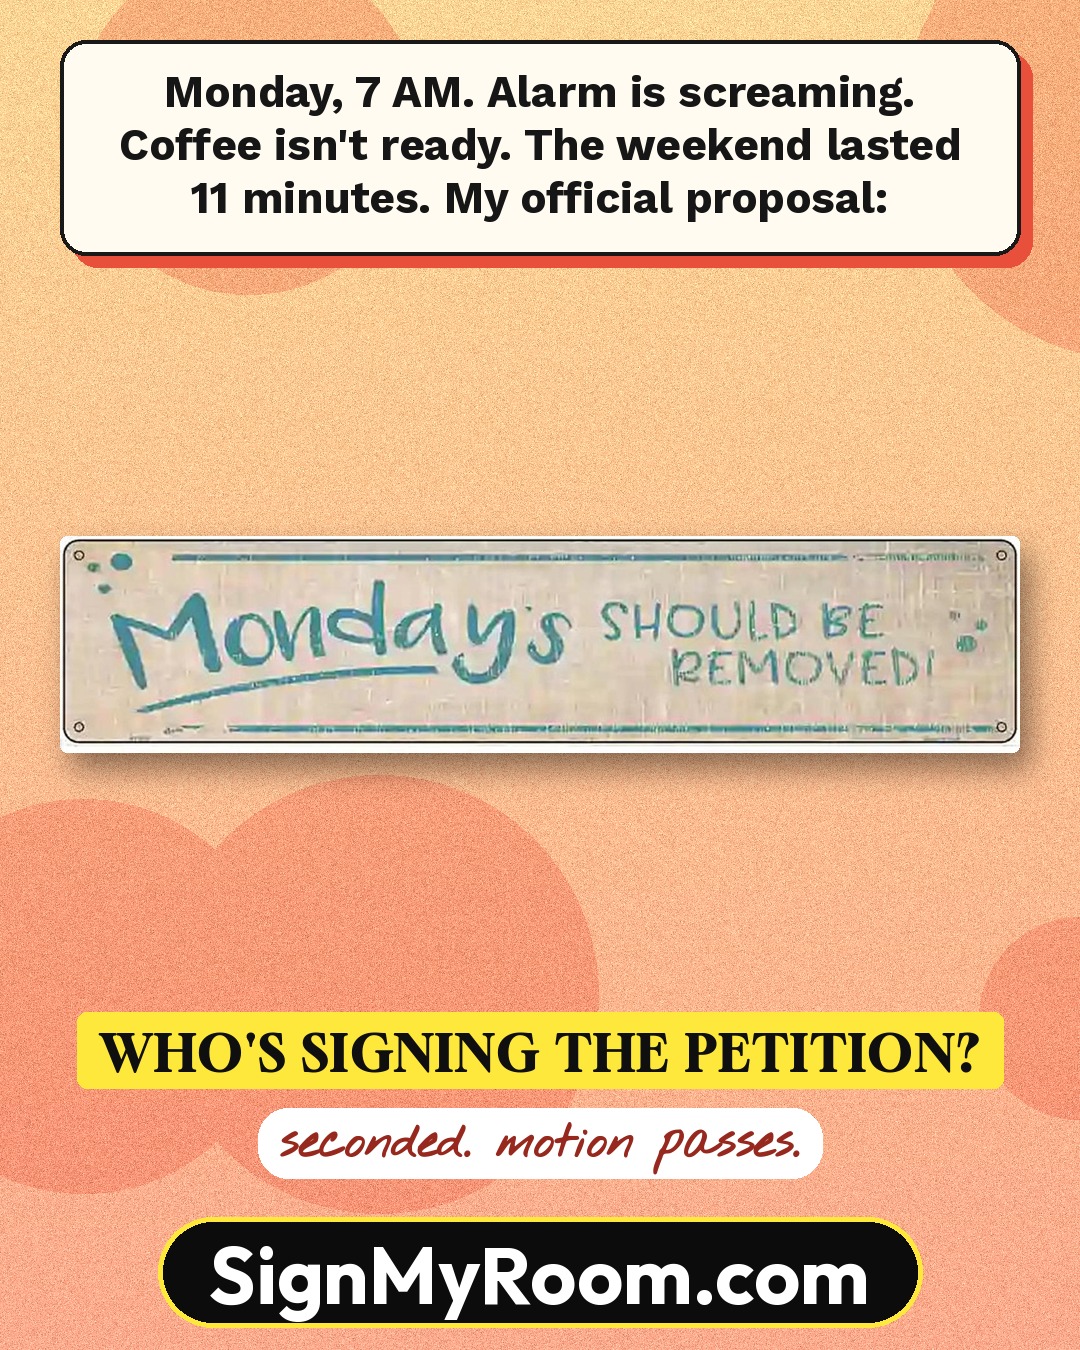 Monday, 7 AM. Alarm is screaming.
Coffee isn't ready. The weekend lasted
11 minutes. My official proposal:
Monday's SHOULD BE
REMOVED!
WHO'S SIGNING THE PETITION?
seconded. motion passes.
SignMyRoom.com